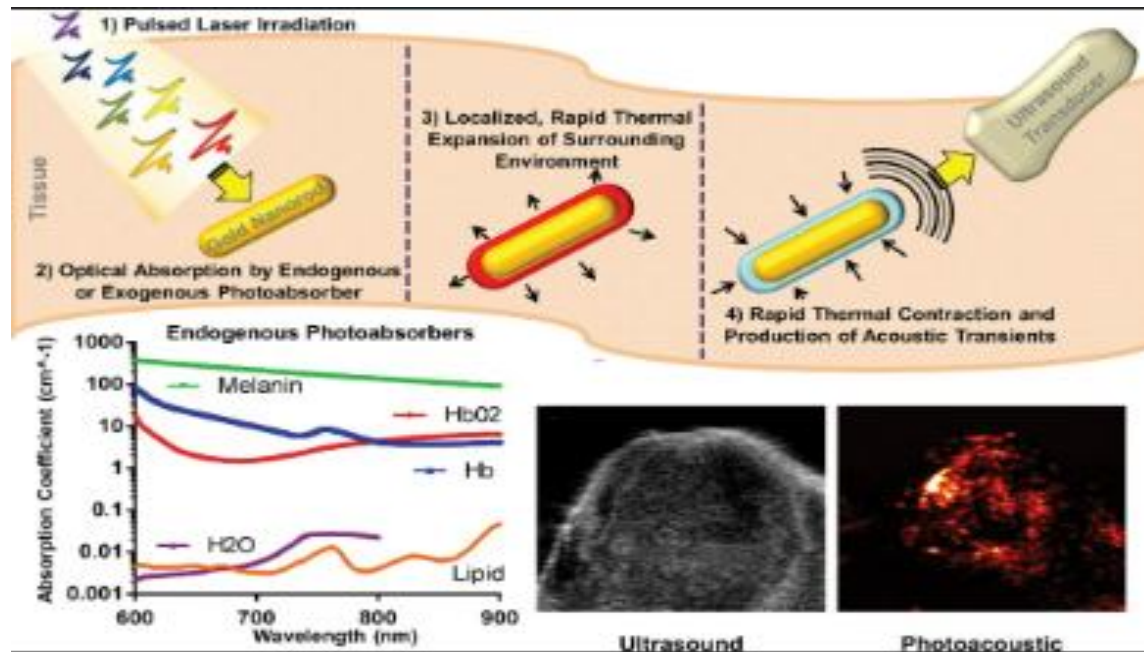 1) Pulsed Laser Irradiation
Tissue
Gold Nanorod
2) Optical Absorption by Endogenous
or Exogenous Photoabsorber
3) Localized, Rapid Thermal
Expansion of Surrounding
Environment
Ultrasound
Transducer
4) Rapid Thermal Contraction and
Production of Acoustic Transients
Endogenous Photoabsorbers
Absorption Coefficient (cm^-1)
1000
100
10
1
0.1
0.01
0.001
Melanin
Hb02
Hb
H2O
Lipid
600
700
800
900
Wavelength (nm)
Ultrasound
Photoacoustic